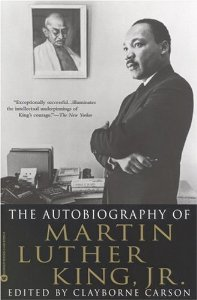 "Exceptionally successful...illuminates
the intellectual underpinnings of
King's courage."—The New Yorker
THE AUTOBIOGRAPHY OF
MARTIN
LUTHER
KING, JR.
EDITED BY CLAYBORNE CARSON